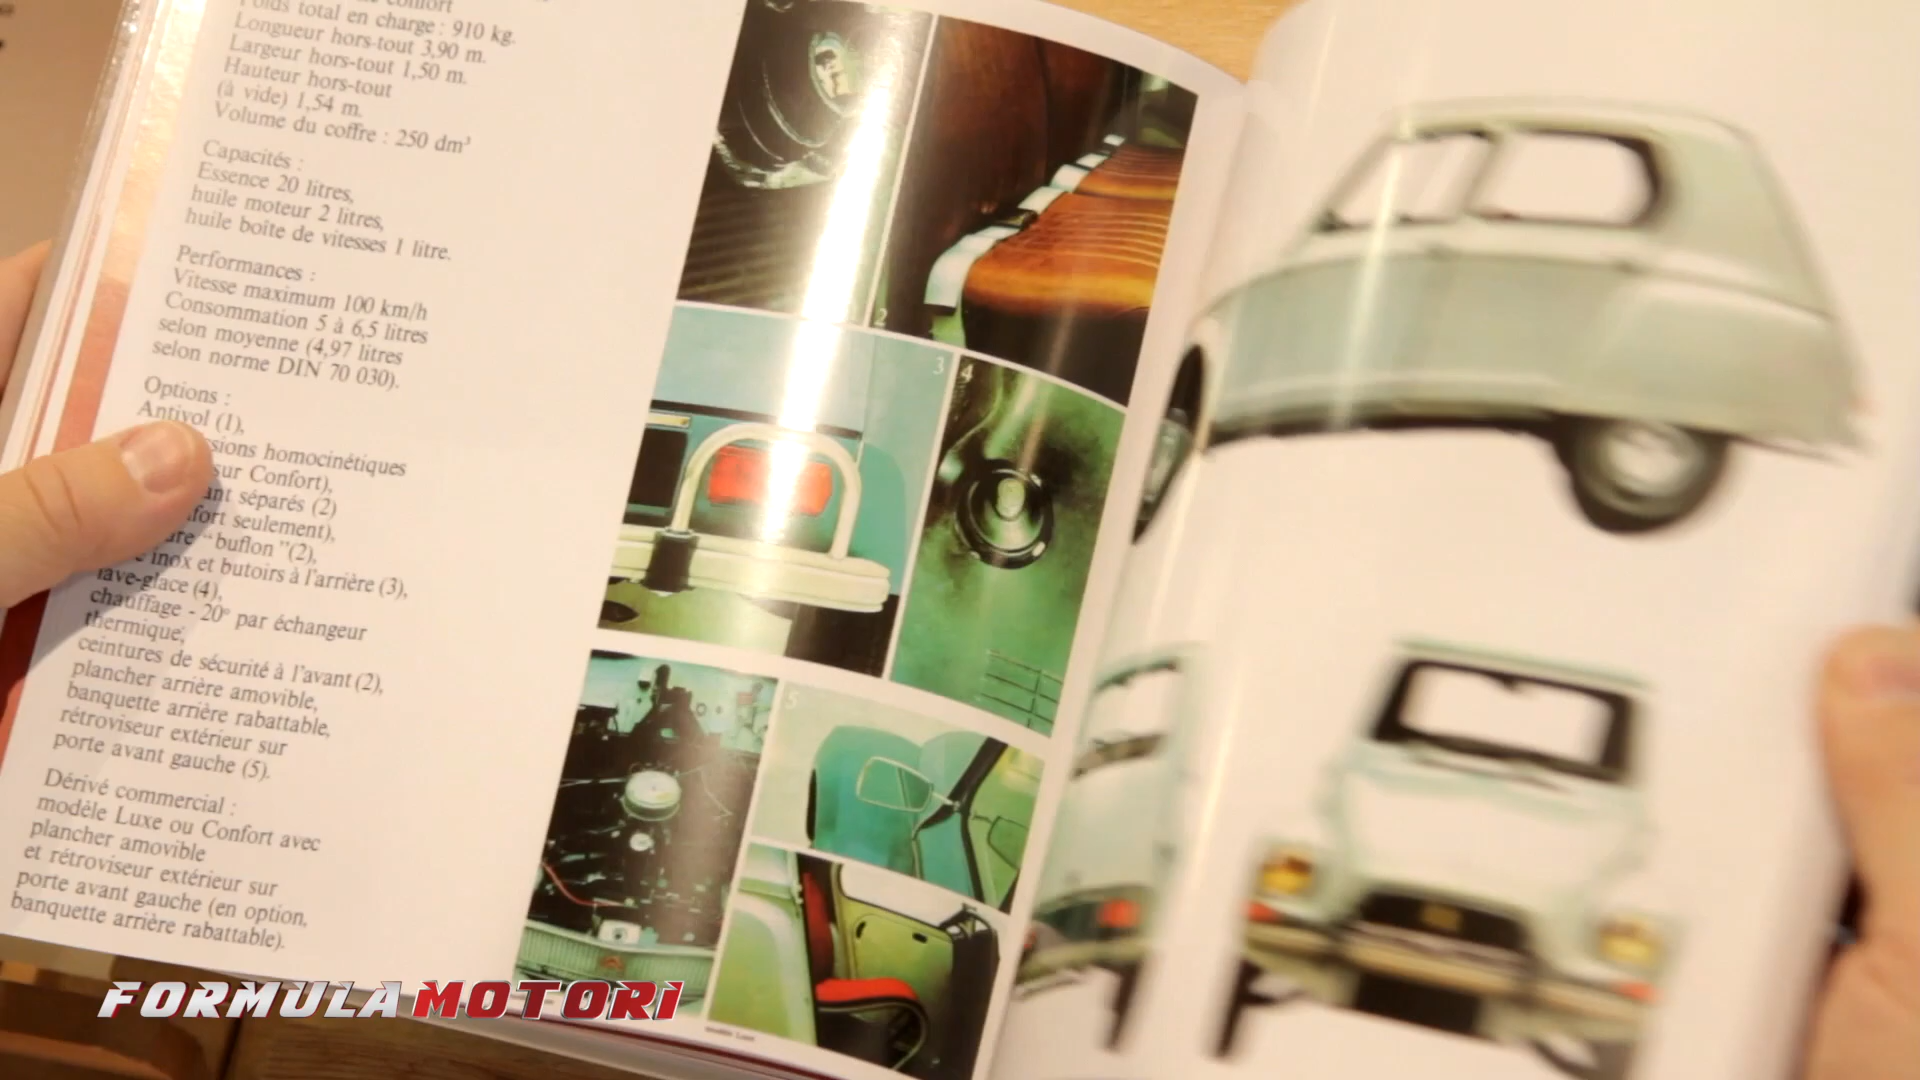 confort
Poids total en charge : 910 kg.
Longueur hors-tout 3,90 m.
Largeur hors-tout 1,50 m.
Hauteur hors-tout
(à vide) 1,54 m.
Volume du coffre : 250 dm³
Capacités :
Essence 20 litres,
huile moteur 2 litres,
huile boîte de vitesses 1 litre.
Performances :
Vitesse maximum 100 km/h
Consommation 5 à 6,5 litres
selon moyenne (4,97 litres
selon norme DIN 70 030).
Options :
Antivol (1),
ssions homocinétiques
sur Confort),
ant séparés (2)
fort seulement),
re “buflon”(2),
inox et butoirs à l'arrière (3),
lave-glace (4),
chauffage - 20° par échangeur
thermique,
ceintures de sécurité à l'avant (2),
plancher arrière amovible,
banquette arrière rabattable,
rétroviseur extérieur sur
porte avant gauche (5).
Dérivé commercial :
modèle Luxe ou Confort avec
plancher amovible
et rétroviseur extérieur sur
porte avant gauche (en option,
banquette arrière rabattable).
2
3
4
5
FORMULA MOTORI